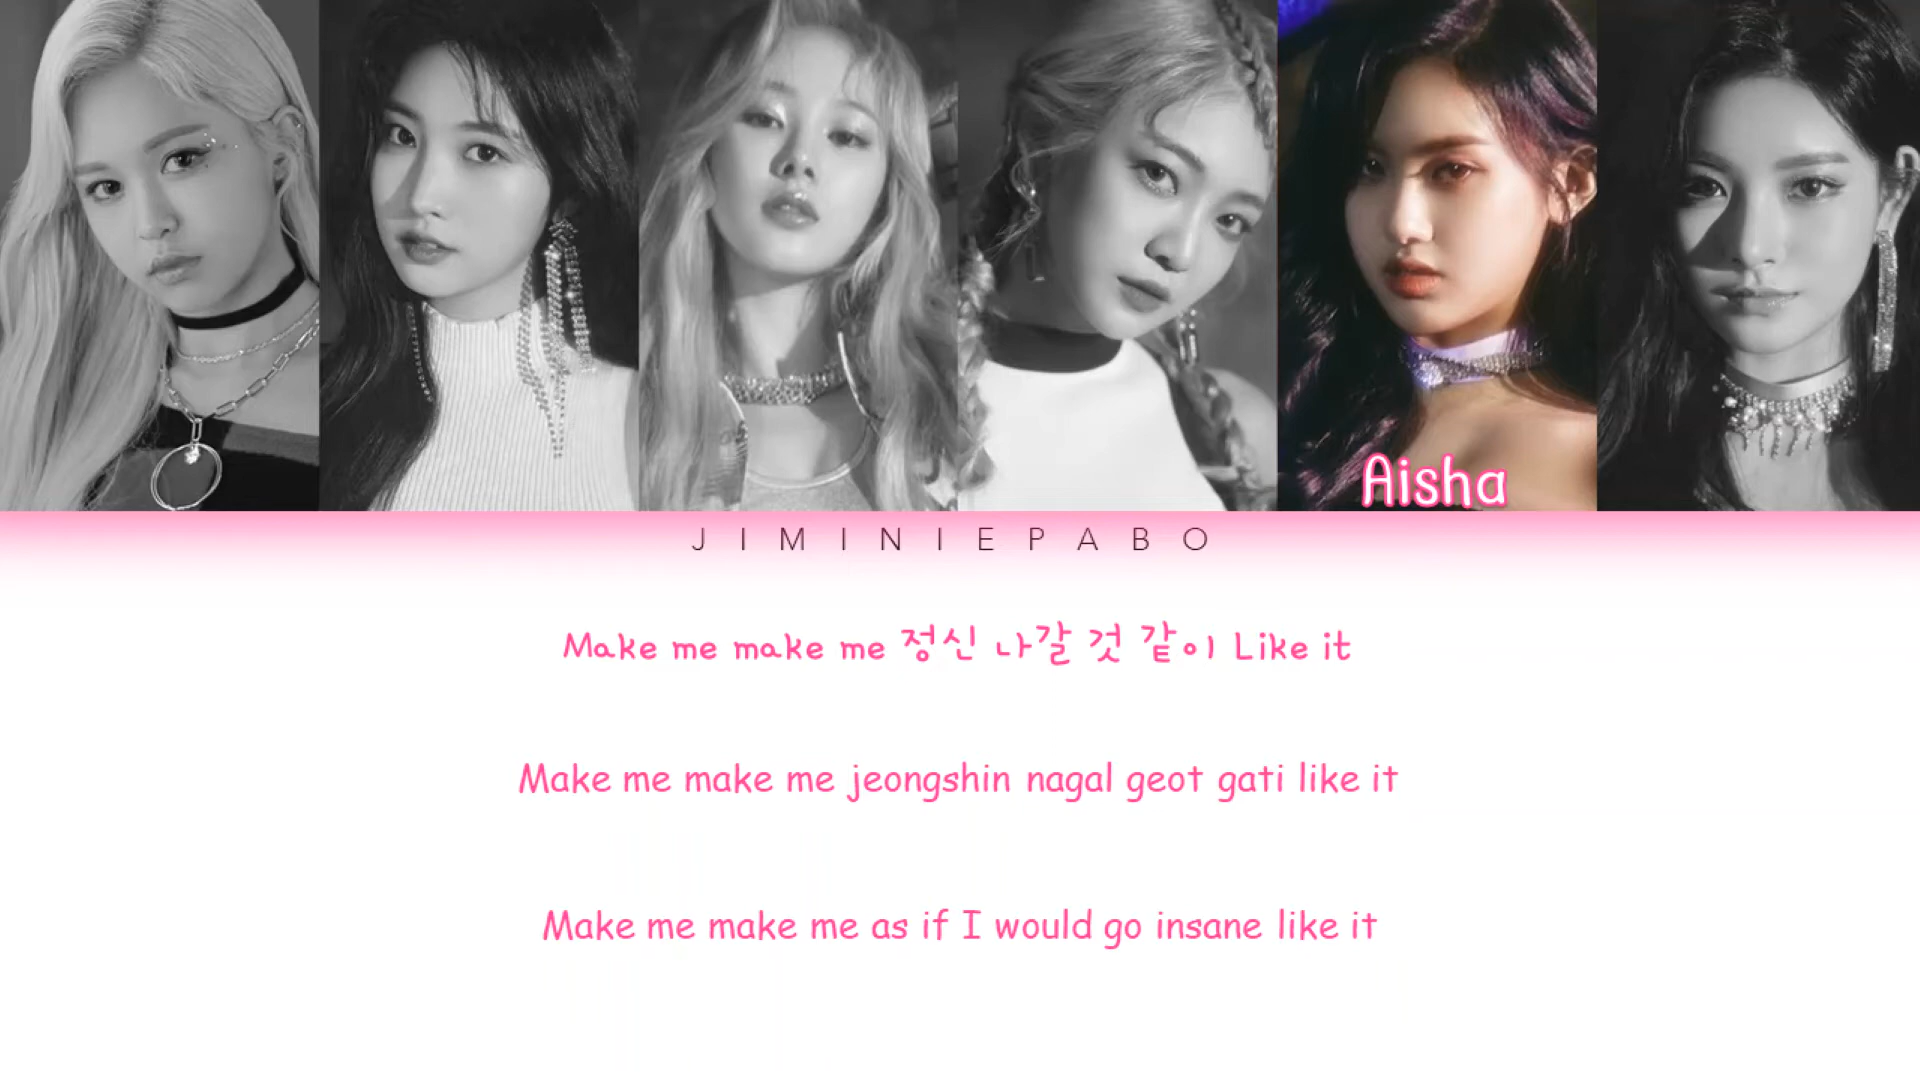 Aisha
JIMINIEPABO
Make me make me 정신 나갈 것 같이 Like it
Make me make me jeongshin nagal geot gati like it
Make me make me as if I would go insane like it